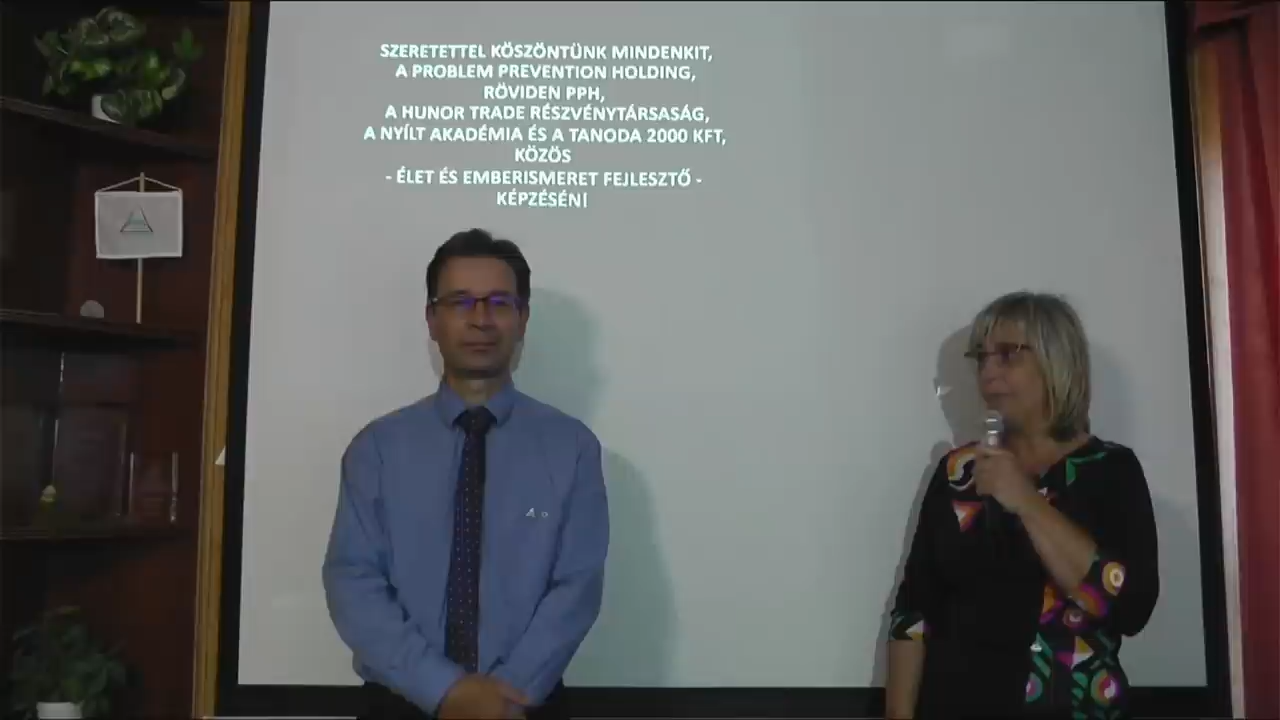 SZERETETTEL KÖSZÖNTÜNK MINDENKIT,
A PROBLEM PREVENTION HOLDING,
RÖVIDEN PPH,
A HUNOR TRADE RÉSZVÉNYTÁRSASÁG,
A NYÍLT AKADÉMIA ÉS A TANODA 2000 KFT,
KÖZÖS
- ÉLET ÉS EMBERISMERET FEJLESZTŐ -
KÉPZÉSÉN!